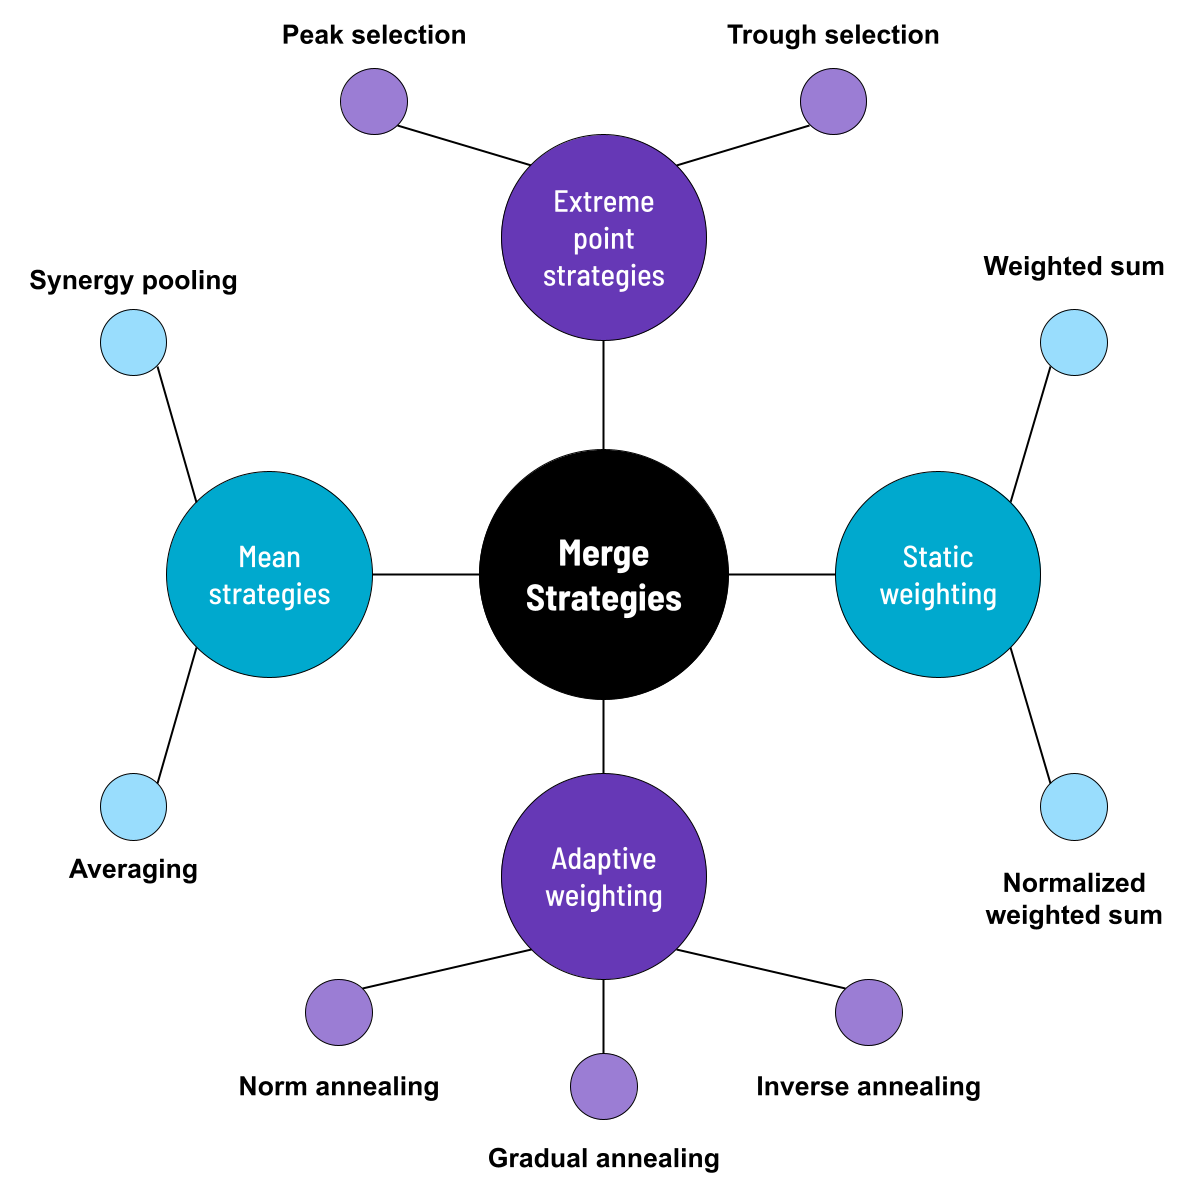 Peak selection
Trough selection
Extreme
point
strategies
Synergy pooling
Weighted sum
Mean
strategies
Merge
Strategies
Static
weighting
Averaging
Adaptive
weighting
Normalized
weighted sum
Norm annealing
Inverse annealing
Gradual annealing